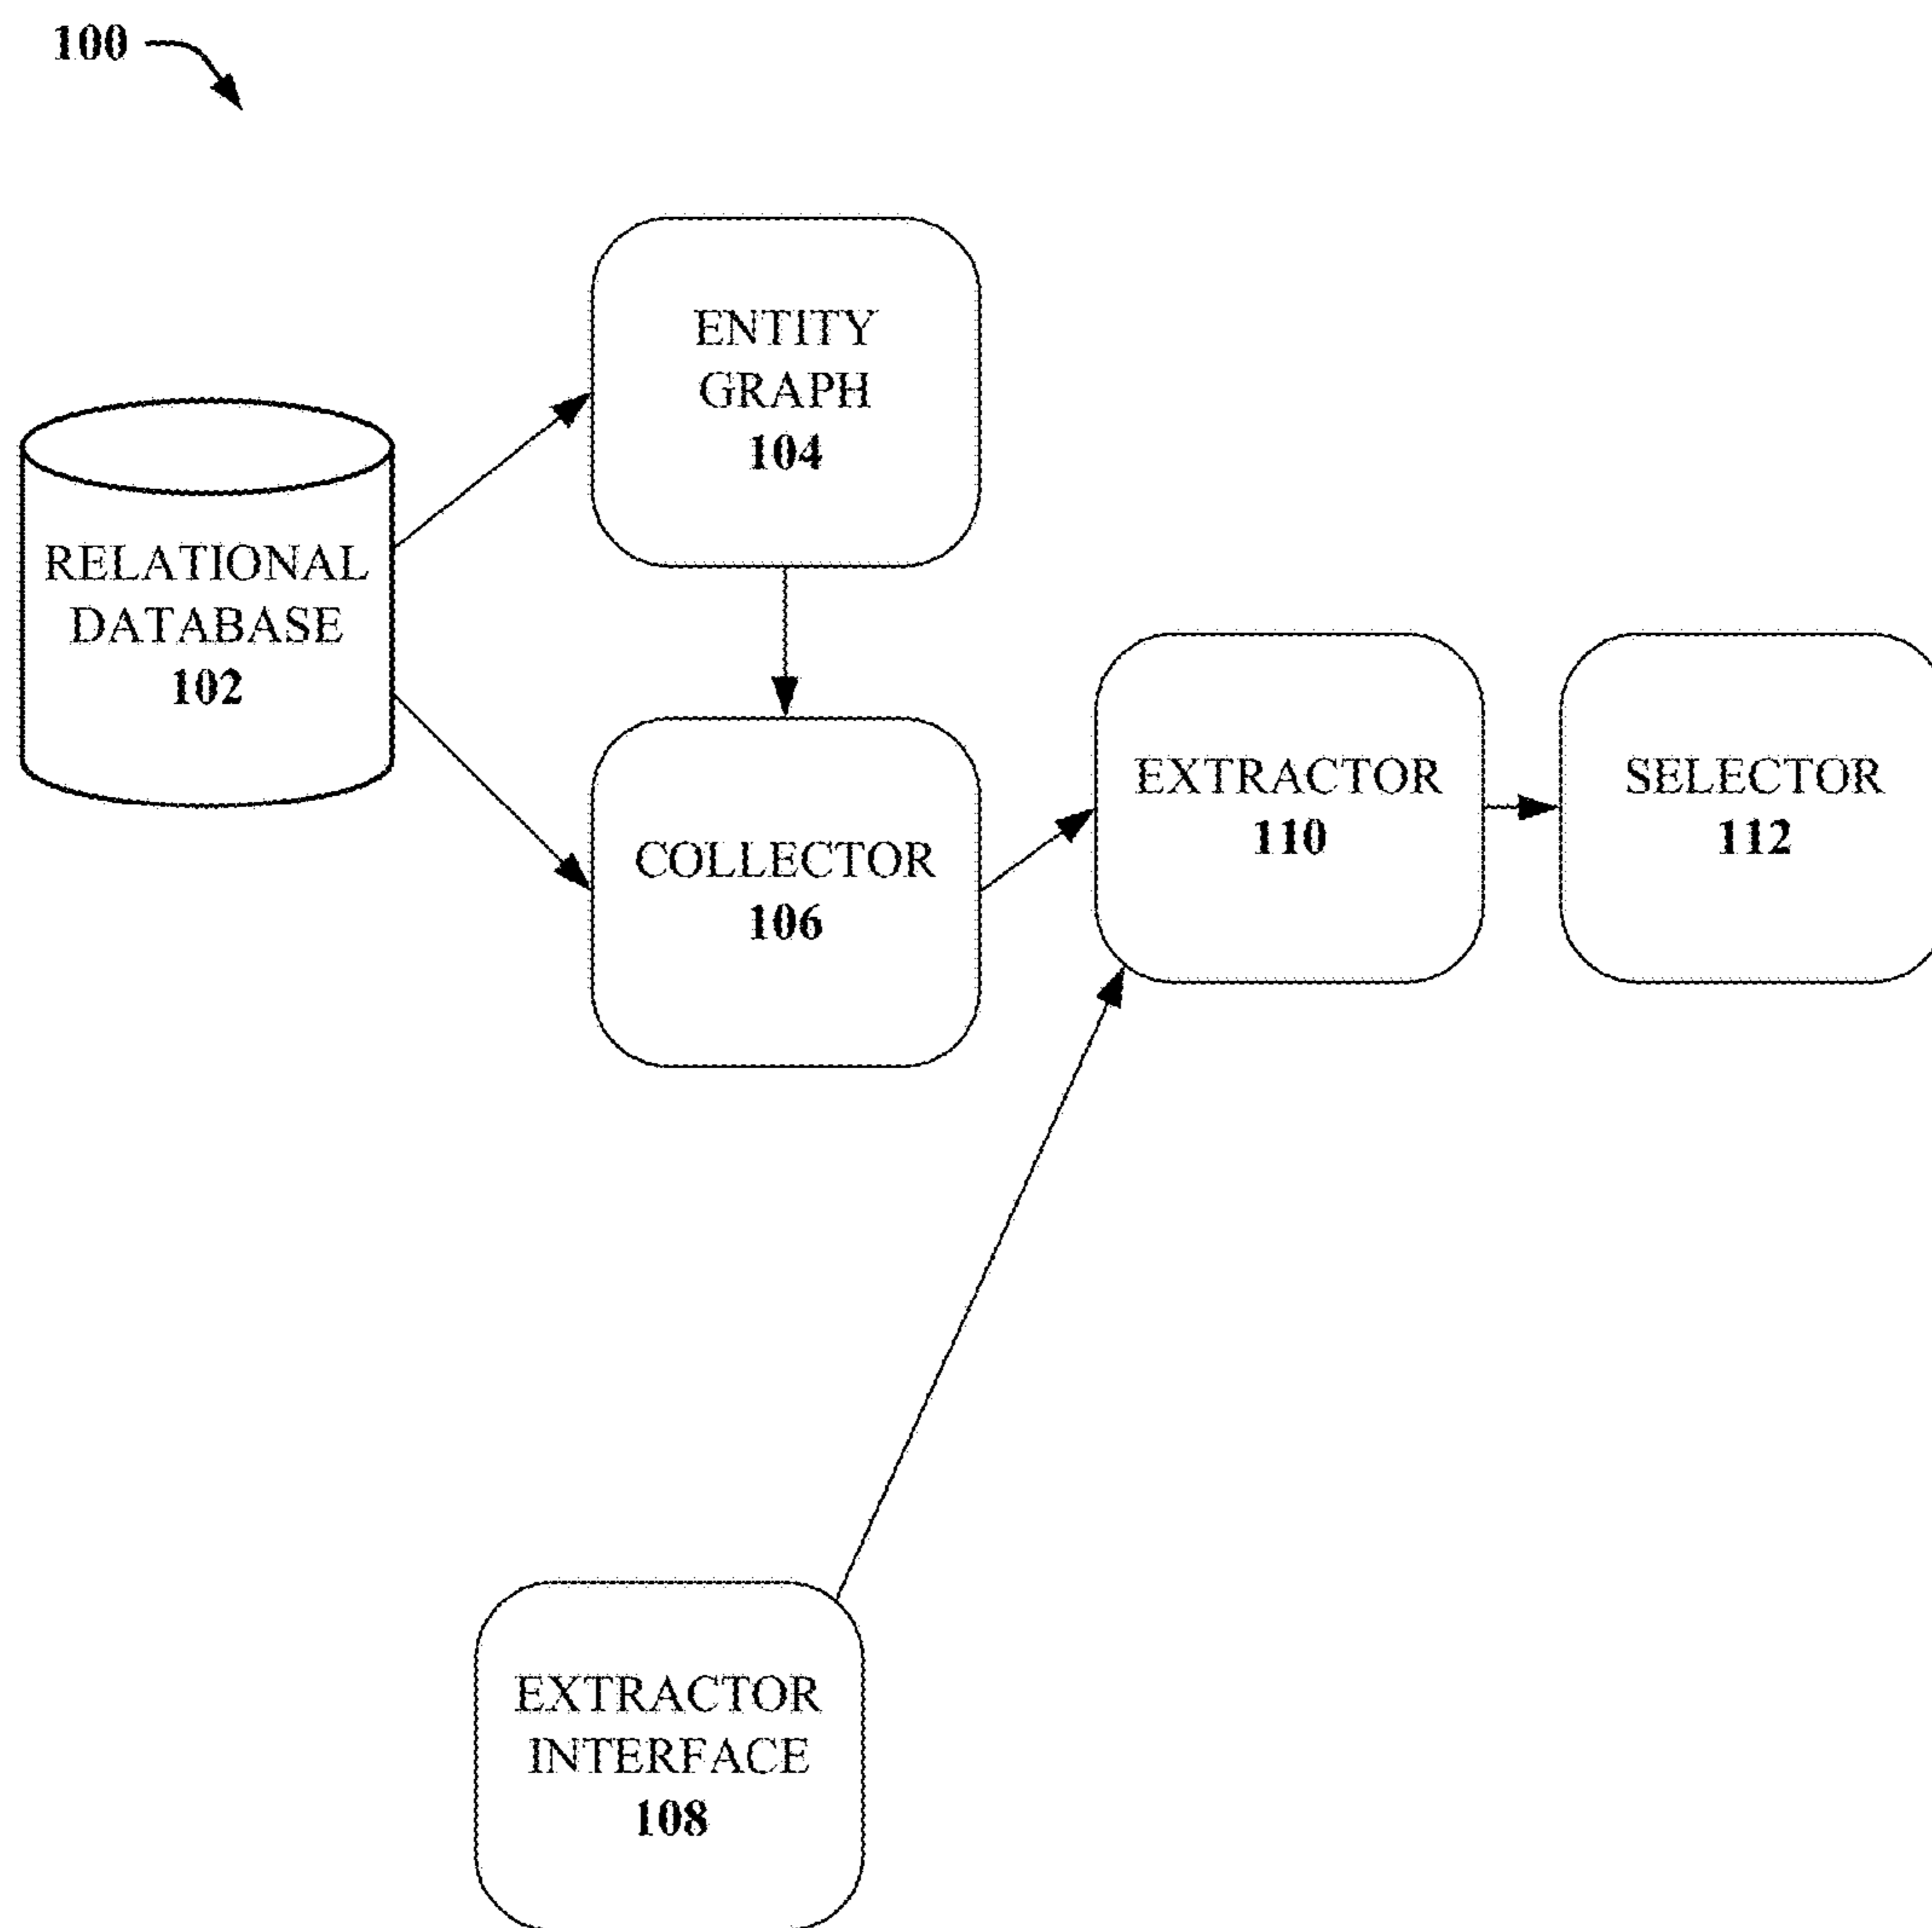 100
ENTITY
GRAPH
104
RELATIONAL
DATABASE
102
COLLECTOR
106
EXTRACTOR
110
SELECTOR
112
EXTRACTOR
INTERFACE
108